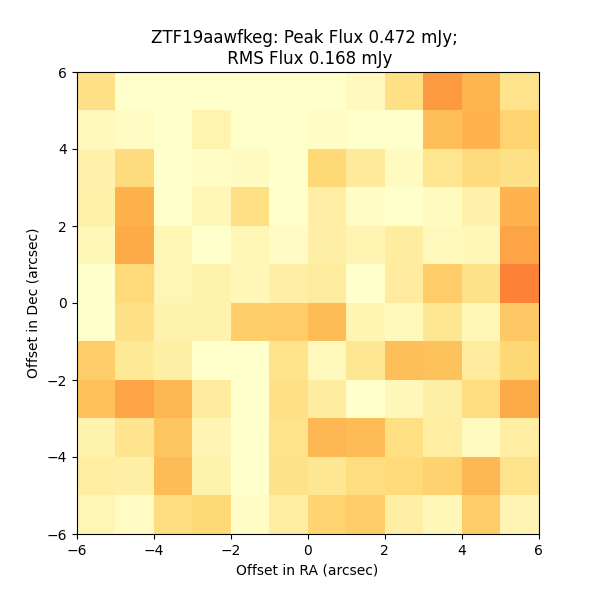 ZTF19aawfkeg: Peak Flux 0.472 mJy;
RMS Flux 0.168 mJy
6
4
2
0
−2
−4
−6
Offset in Dec (arcsec)
−6 −4 −2 0 2 4 6
Offset in RA (arcsec)